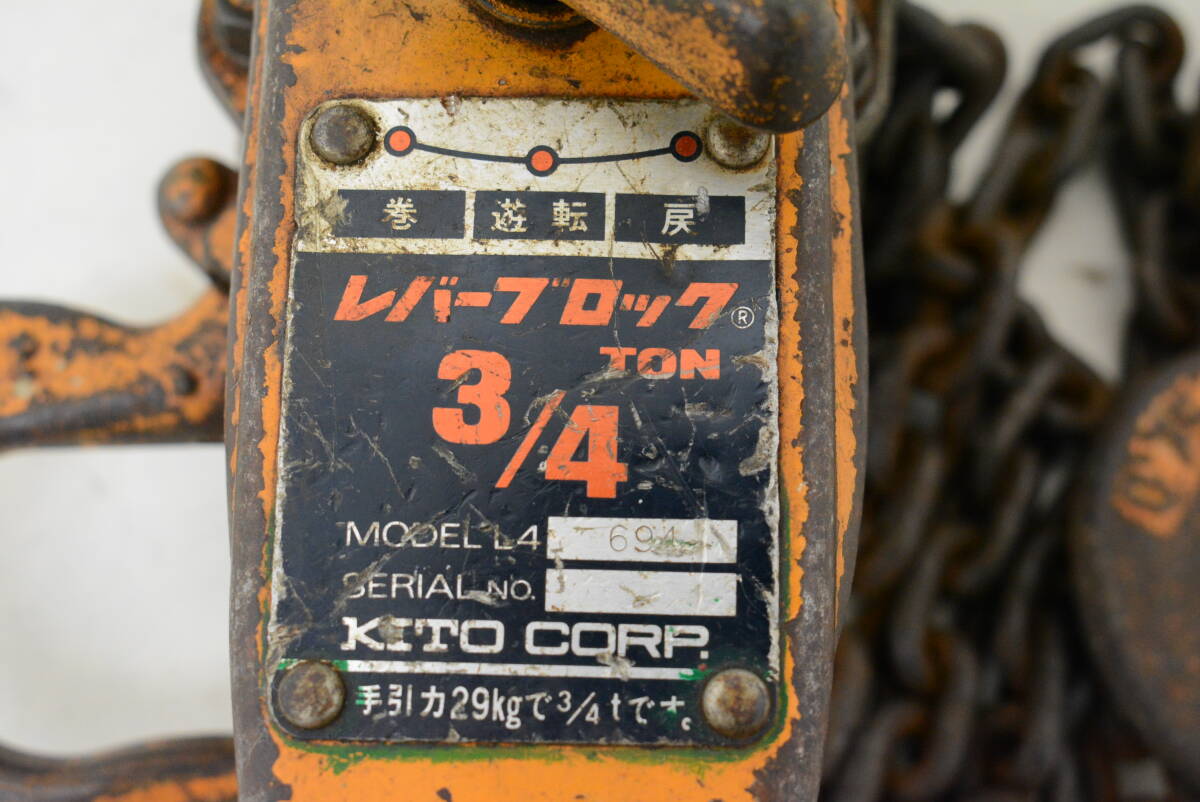 巻 遊転 戻
レバーブロック®
3/4 TON
MODEL L4 694
SERIAL NO.
KITO CORP.
手引力29kgで3/4tです。